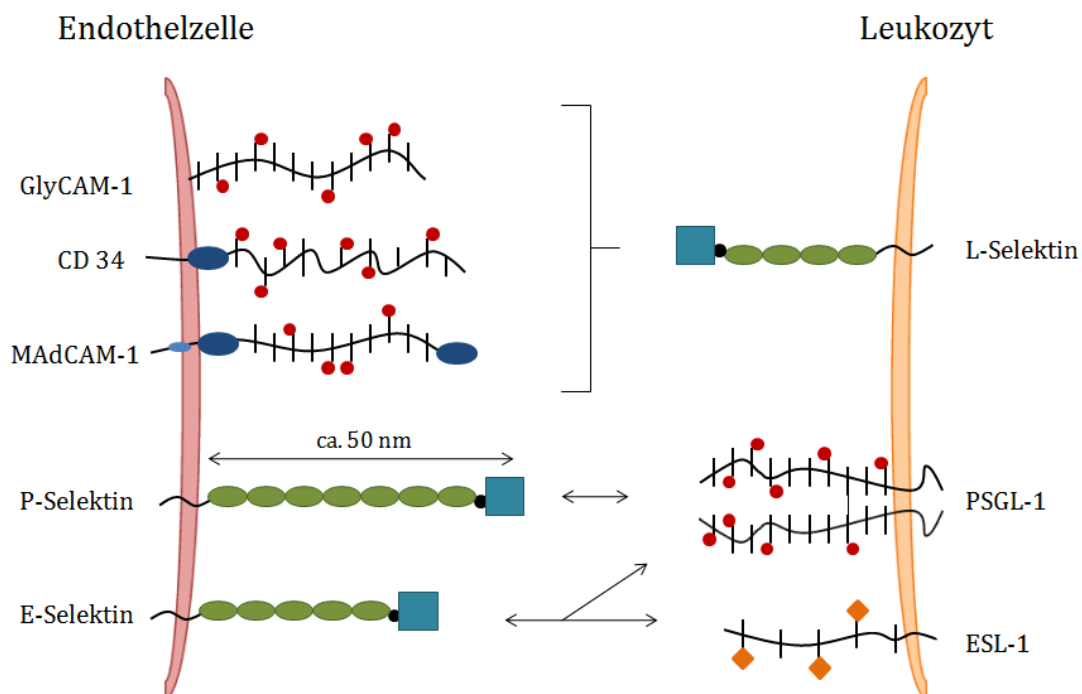 Endothelzelle
Leukozyt
GlyCAM-1
CD 34
L-Selektin
MAdCAM-1
ca. 50 nm
P-Selektin
PSGL-1
E-Selektin
ESL-1